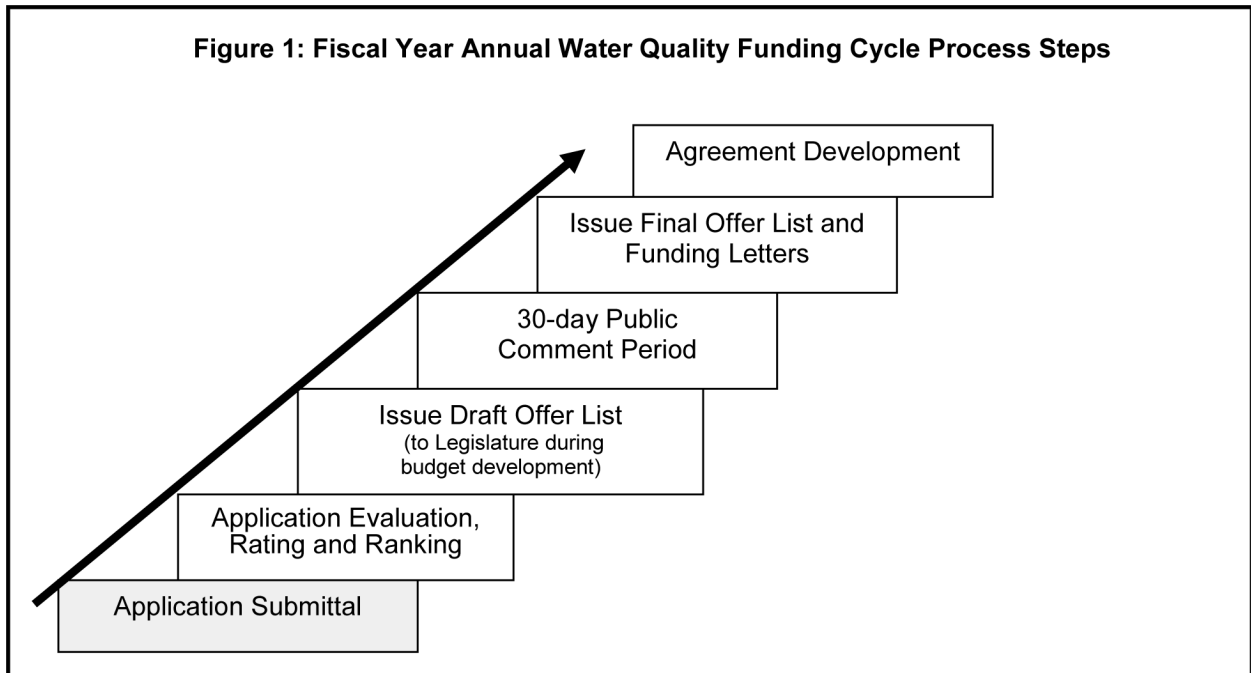 Figure 1: Fiscal Year Annual Water Quality Funding Cycle Process Steps
Agreement Development
Issue Final Offer List and
Funding Letters
30-day Public
Comment Period
Issue Draft Offer List
(to Legislature during
budget development)
Application Evaluation,
Rating and Ranking
Application Submittal